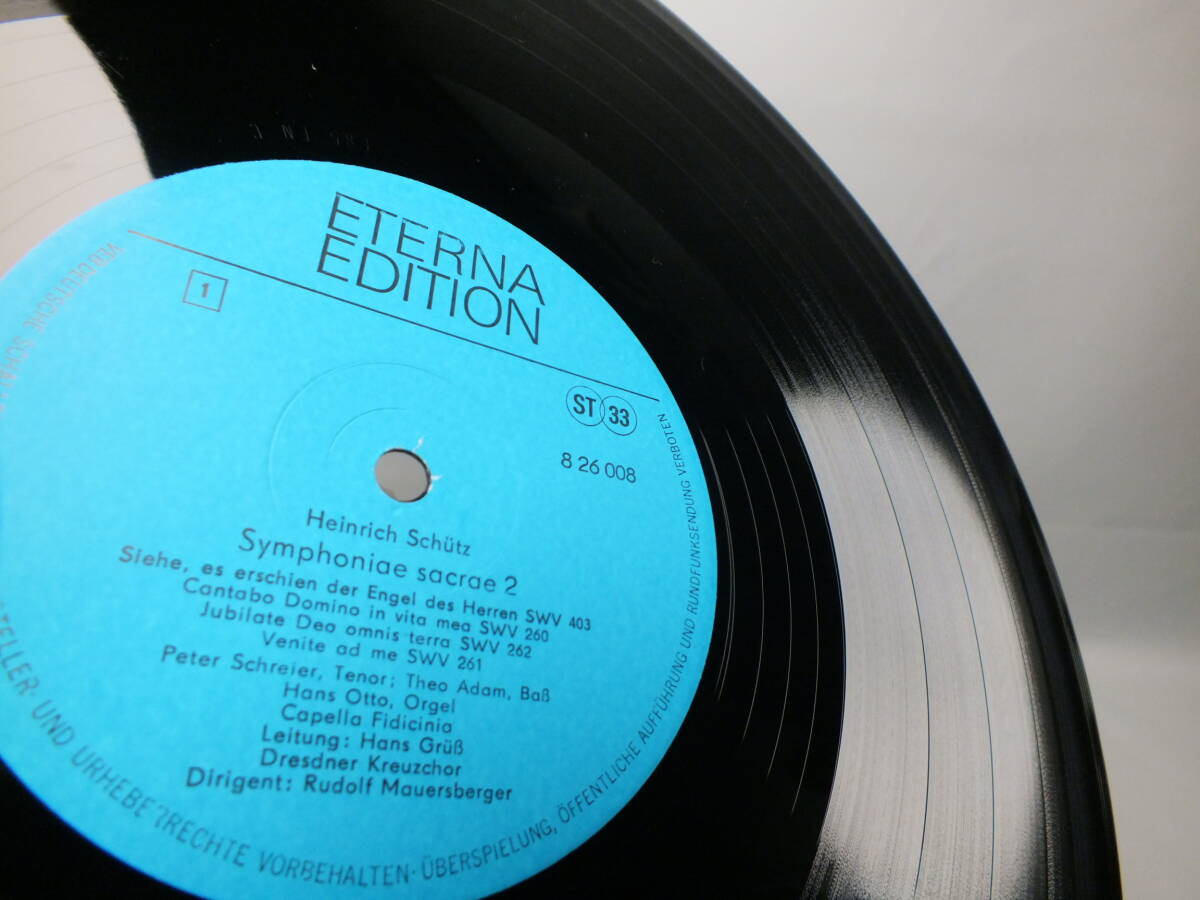 ETERNA
EDITION
1
ST 33
8 26 008
Heinrich Schütz
Symphoniae sacrae 2
Siehe, es erschien der Engel des Herren SWV 403
Cantabo Domino in vita mea SWV 260
Jubilate Deo omnis terra SWV 262
Venite ad me SWV 261
Peter Schreier, Tenor; Theo Adam, Baß
Hans Otto, Orgel
Capella Fidicinia
Leitung: Hans Grüß
Dresdner Kreuzchor
Dirigent: Rudolf Mauersberger
VEB DEUTSCHE
UND URHEBERRECHTE VORBEHALTEN · ÜBERSPIELUNG, ÖFFENTLICHE AUFFÜHRUNG UND RUNDFUNKSENDUNG VERBOTEN